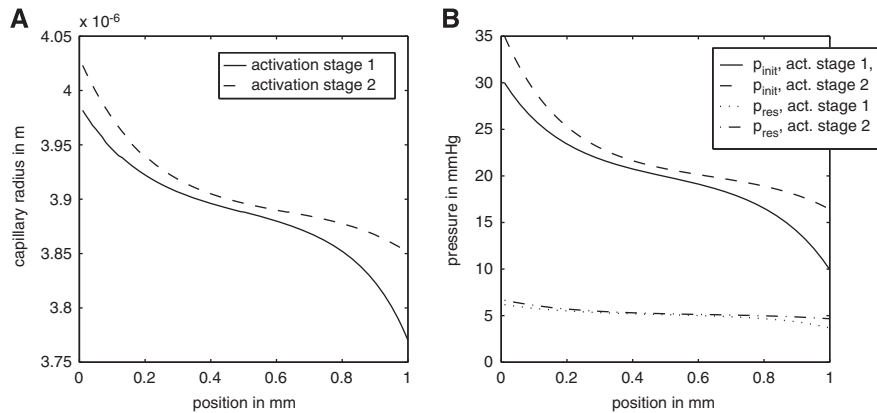 A
x 10⁻⁶
4.05
4
3.95
3.9
3.85
3.8
3.75
capillary radius in m
activation stage 1
activation stage 2
0
0.2
0.4
0.6
0.8
1
position in mm
B
35
30
25
20
15
10
5
0
pressure in mmHg
p_init, act. stage 1,
p_init, act. stage 2
p_res, act. stage 1
p_res, act. stage 2
0
0.2
0.4
0.6
0.8
1
position in mm